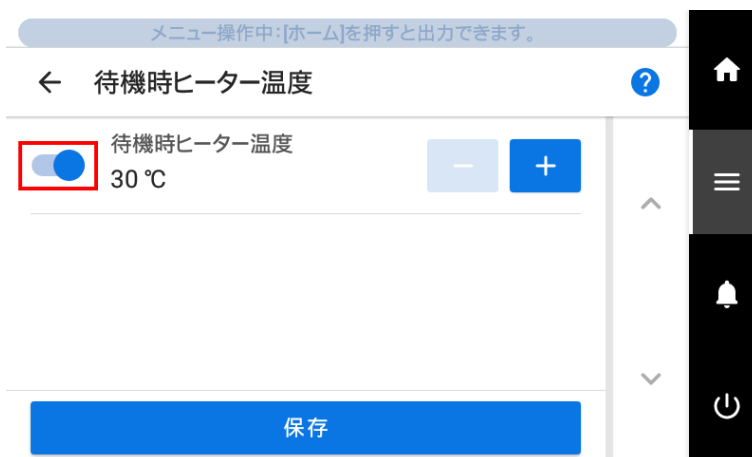 メニュー操作中:[ホーム]を押すと出力できます。
待機時ヒーター温度
?
待機時ヒーター温度
30 ℃
保存